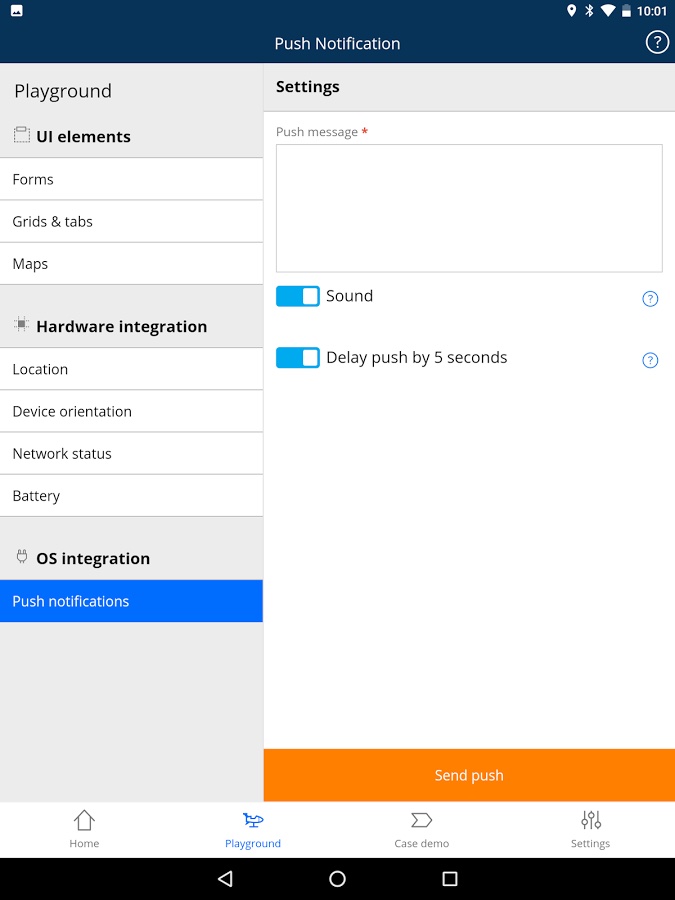 10:01
Push Notification
?
Playground
UI elements
Forms
Grids & tabs
Maps
Hardware integration
Location
Device orientation
Network status
Battery
OS integration
Push notifications
Settings
Push message *
Sound
?
Delay push by 5 seconds
?
Send push
Home
Playground
Case demo
Settings